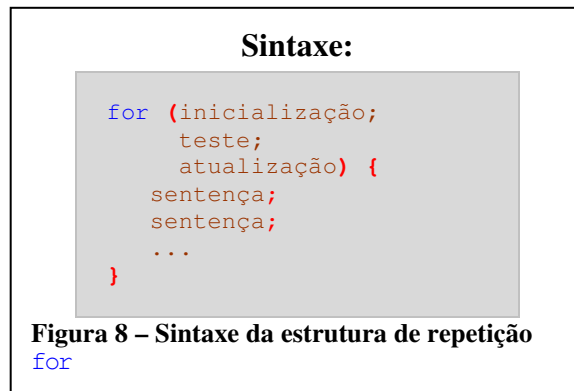 Sintaxe:
for (inicialização;
teste;
atualização) {
sentença;
sentença;
...
}
Figura 8 – Sintaxe da estrutura de repetição
for